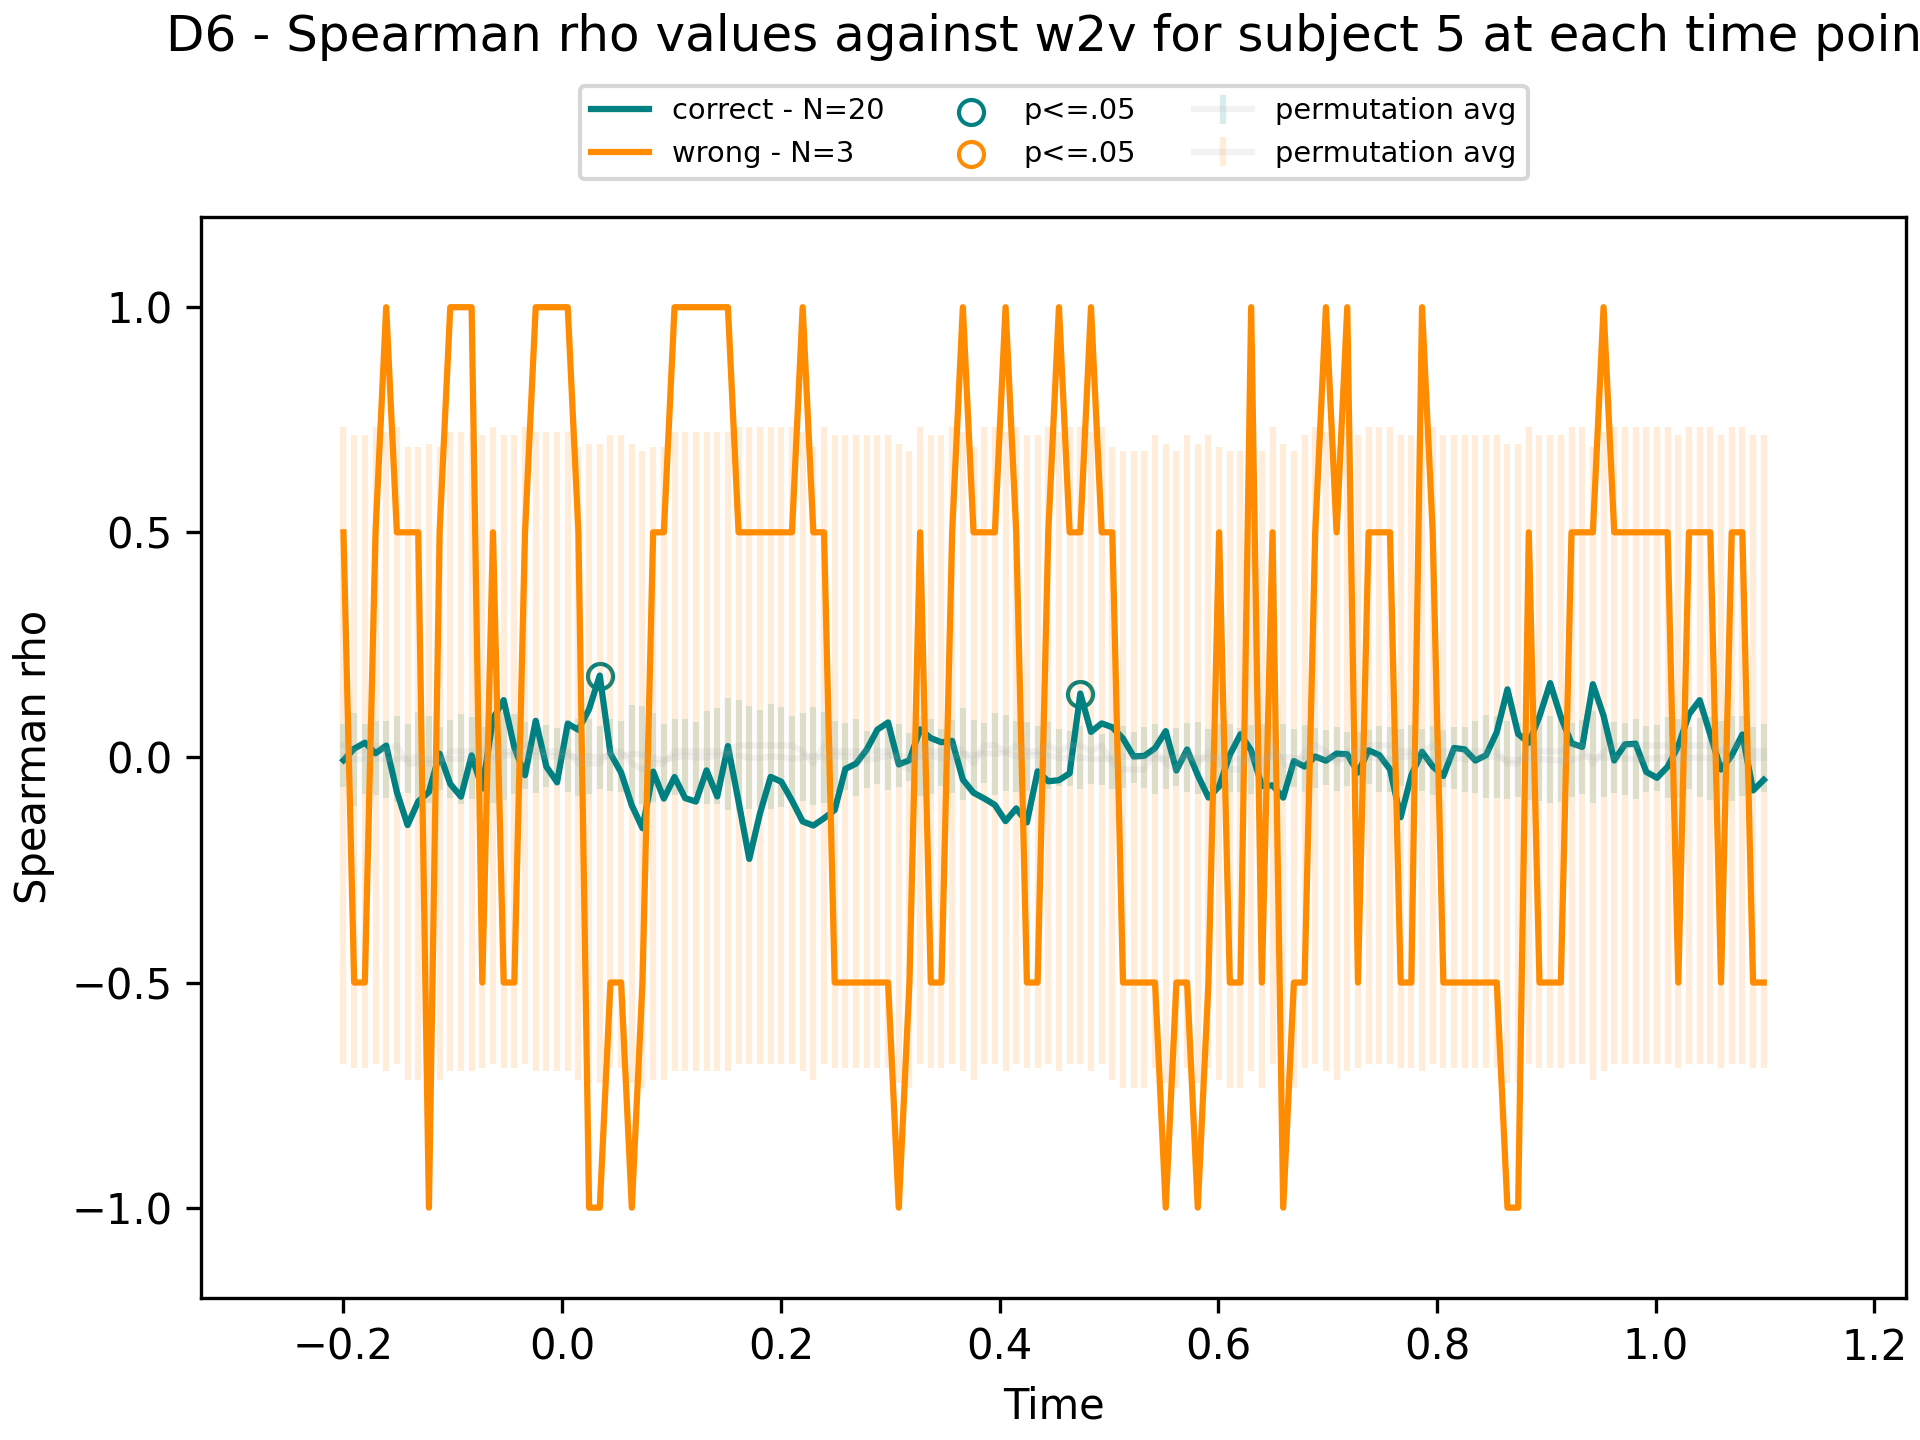 D6 - Spearman rho values against w2v for subject 5 at each time poin
correct - N=20
wrong - N=3
p<=.05
p<=.05
permutation avg
permutation avg
Spearman rho
1.0
0.5
0.0
−0.5
−1.0
−0.2 0.0 0.2 0.4 0.6 0.8 1.0 1.2
Time